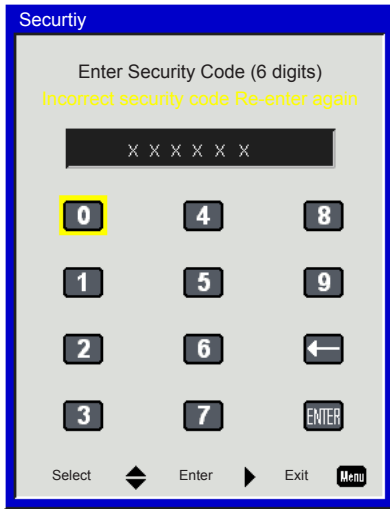 Securtiy
Enter Security Code (6 digits)
Incorrect security code Re-enter again
X X X X X X
0 4 8
1 5 9
2 6
3 7 ENTER
Select Enter Exit Menu